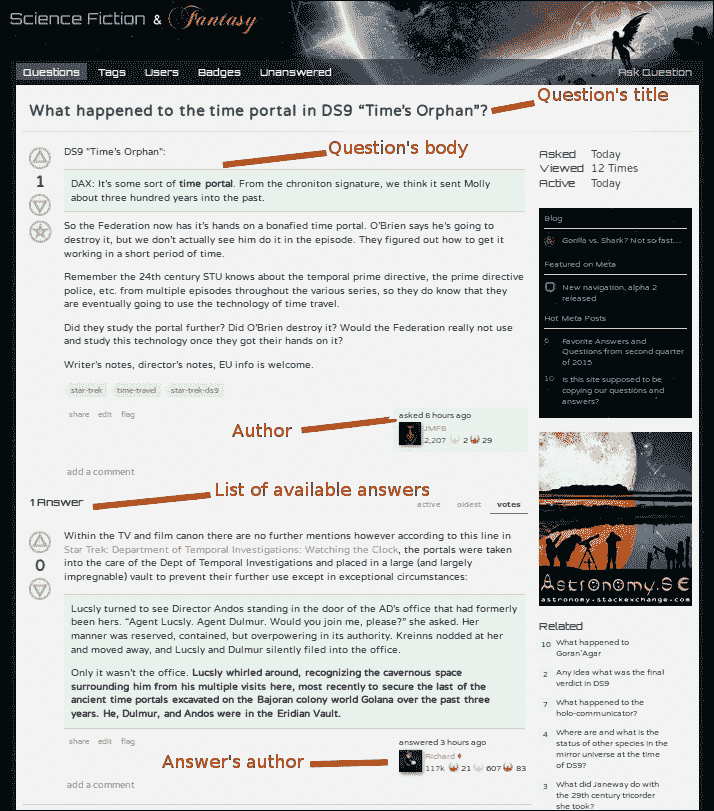 Science Fiction & Fantasy
Questions Tags Users Badges Unanswered Ask Question
What happened to the time portal in DS9 “Time’s Orphan”?
Question's title
DS9 "Time's Orphan":
Question's body
1
DAX: It’s some sort of time portal. From the chroniton signature, we think it sent Molly
about three hundred years into the past.
So the Federation now has it’s hands on a bonafied time portal. O’Brien says he’s going to
destroy it, but we don’t actually see him do it in the episode. They figured out how to get it
working in a short period of time.
Remember the 24th century STU knows about the temporal prime directive, the prime directive
police, etc. from multiple episodes throughout the various series, so they do know that they
are eventually going to use the technology of time travel.
Did they study the portal further? Did O’Brien destroy it? Would the Federation really not use
and study this technology once they got their hands on it?
Writer’s notes, director’s notes, EU info is welcome.
star-trek time-travel star-trek-ds9
share edit flag
asked 8 hours ago
JMFB
2,207 2 29
Author
add a comment
1 Answer
List of available answers
active oldest votes
0
Within the TV and film canon there are no further mentions however according to this line in
Star Trek: Department of Temporal Investigations: Watching the Clock, the portals were taken
into the care of the Dept of Temporal Investigations and placed in a large (and largely
impregnable) vault to prevent their further use except in exceptional circumstances:
Lucsly turned to see Director Andos standing in the door of the AD’s office that had formerly
been hers. “Agent Lucsly. Agent Dulmur. Would you join me, please?” she asked. Her
manner was reserved, contained, but overpowering in its authority. Kreinns nodded at her
and moved away, and Lucsly and Dulmur silently filed into the office.
Only it wasn’t the office. Lucsly whirled around, recognizing the cavernous space
surrounding him from his multiple visits here, most recently to secure the last of the
ancient time portals excavated on the Bajoran colony world Golana over the past three
years. He, Dulmur, and Andos were in the Eridian Vault.
share edit flag
answered 3 hours ago
Richard ♦
117k 21 607 83
Answer's author
add a comment
Asked Today
Viewed 12 Times
Active Today
Blog
Gorilla vs. Shark? Not so fast…
Featured on Meta
New navigation, alpha 2
released
Hot Meta Posts
6 Favorite Answers and
Questions from second quarter
of 2015
10 Is this site supposed to be
copying our questions and
answers?
Astronomy.SE
astronomy.stackexchange.com
Related
10 What happened to
Goran’Agar
2 Any idea what was the final
verdict in DS9
7 What happened to the
holo-communicator?
4 Where are and what is the
status of other species in the
mirror universe at the time
of DS9?
3 What did Janeway do with
the 29th century tricorder
she took?